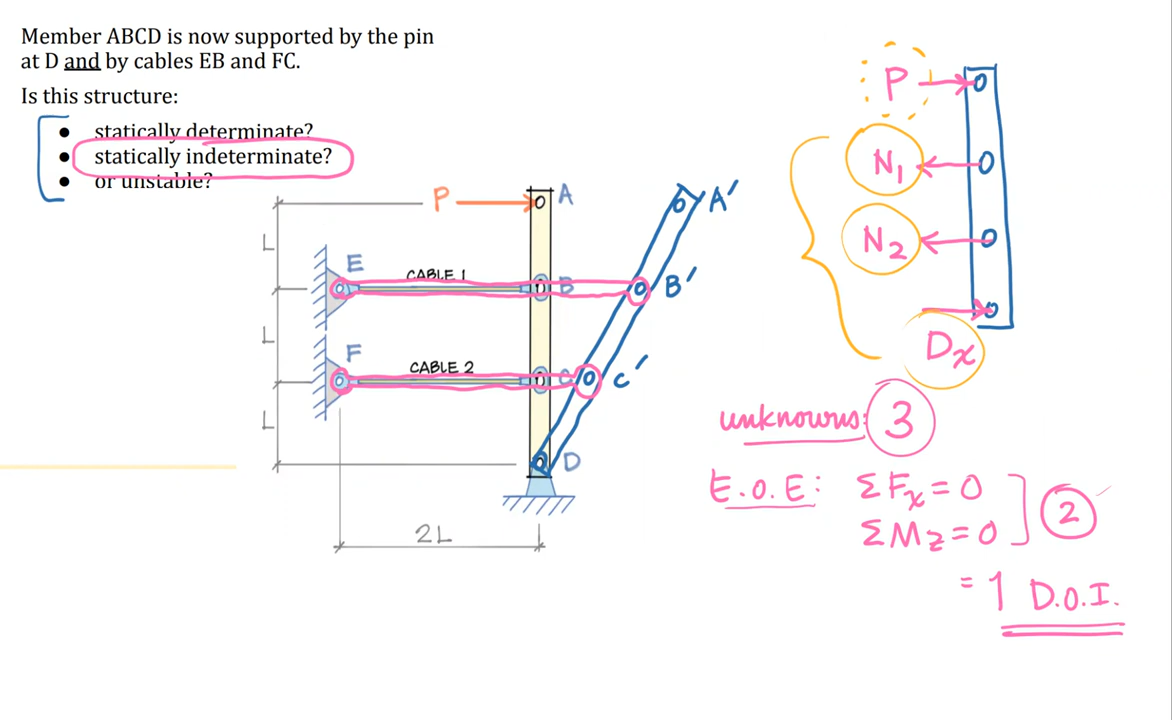 Member ABCD is now supported by the pin
at D and by cables EB and FC.
Is this structure:
• statically determinate?
• statically indeterminate?
• or unstable?
P
A
A'
L
E
CABLE 1
B
B'
L
F
CABLE 2
C
C'
L
D
2L
P
N1
N2
Dx
unknowns: 3
E.O.E: ΣFx=0
ΣMz=0
2
= 1 D.O.I.